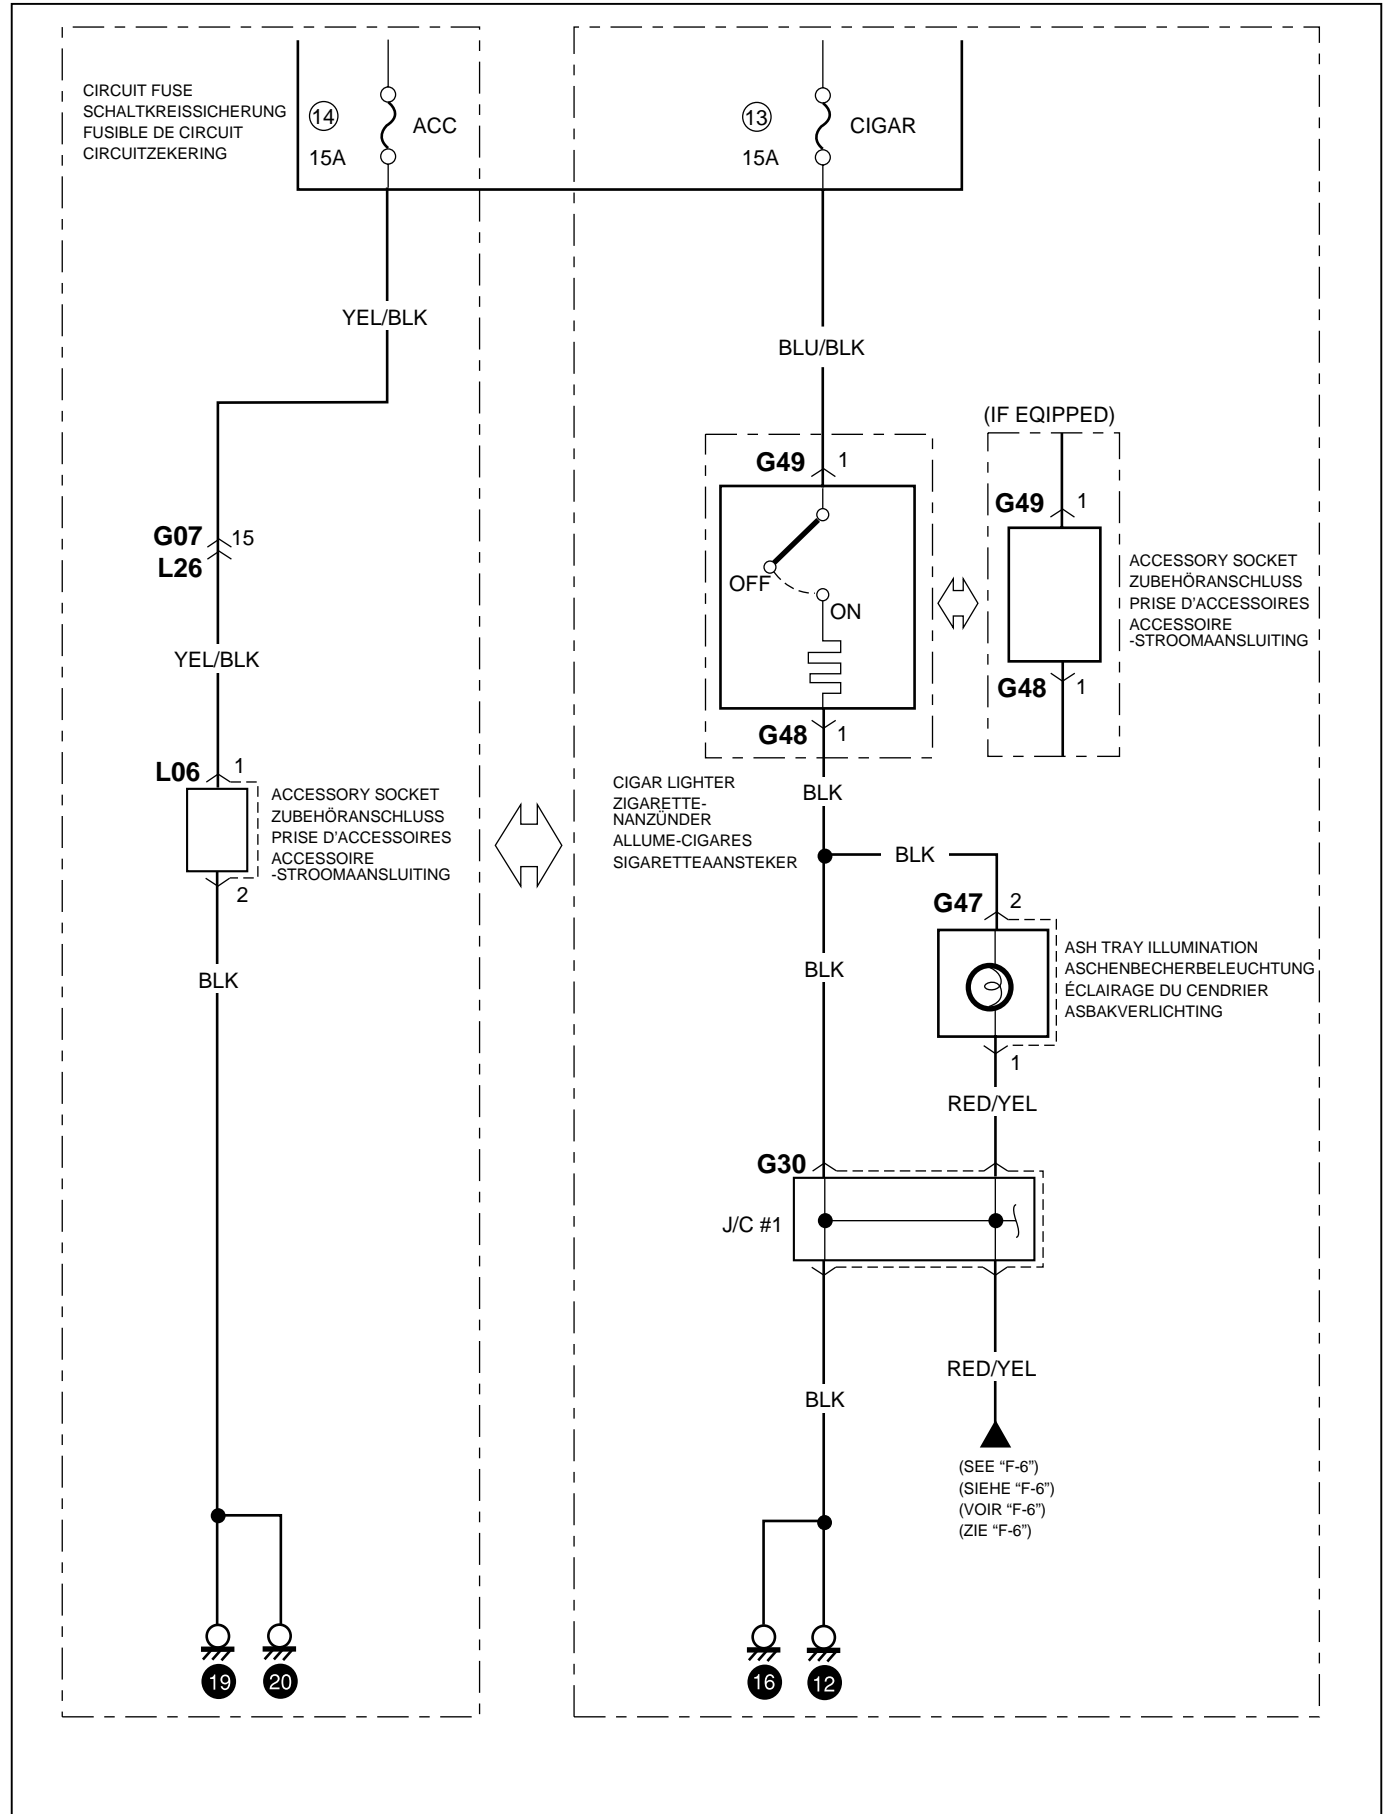 CIRCUIT FUSE
SCHALTKREISSICHERUNG
FUSIBLE DE CIRCUIT
CIRCUITZEKERING
14
15A
ACC
13
15A
CIGAR
YEL/BLK
BLU/BLK
(IF EQIPPED)
G49 1
G49 1
G07 15
L26
OFF
ON
ACCESSORY SOCKET
ZUBEHÖRANSCHLUSS
PRISE D'ACCESSOIRES
ACCESSOIRE
-STROOMAANSLUITING
YEL/BLK
G48 1
G48 1
L06 1
ACCESSORY SOCKET
ZUBEHÖRANSCHLUSS
PRISE D'ACCESSOIRES
ACCESSOIRE
-STROOMAANSLUITING
2
CIGAR LIGHTER
ZIGARETTE-
NANZÜNDER
ALLUME-CIGARES
SIGARETTEAANSTEKER
BLK
BLK
G47 2
BLK
BLK
ASH TRAY ILLUMINATION
ASCHENBECHERBELEUCHTUNG
ÉCLAIRAGE DU CENDRIER
ASBAKVERLICHTING
1
RED/YEL
G30
J/C #1
RED/YEL
BLK
(SEE “F-6”)
(SIEHE “F-6”)
(VOIR “F-6”)
(ZIE “F-6”)
19
20
16
12